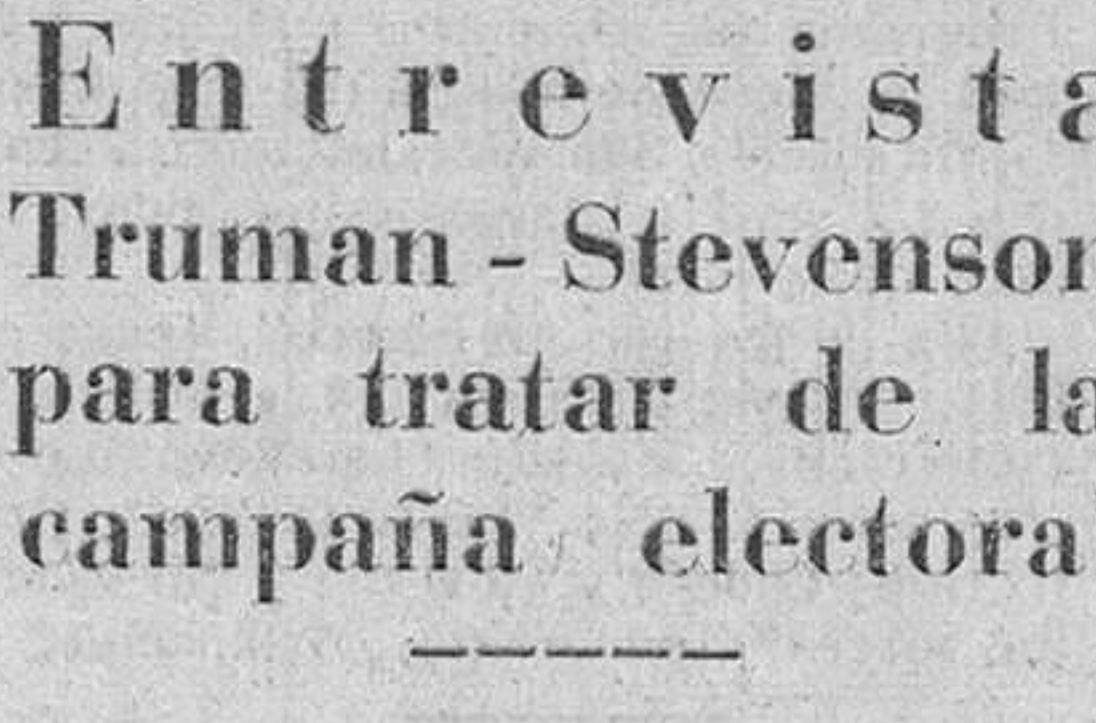 Entrevista
Truman - Stevenson
para tratar de la
campaña electora